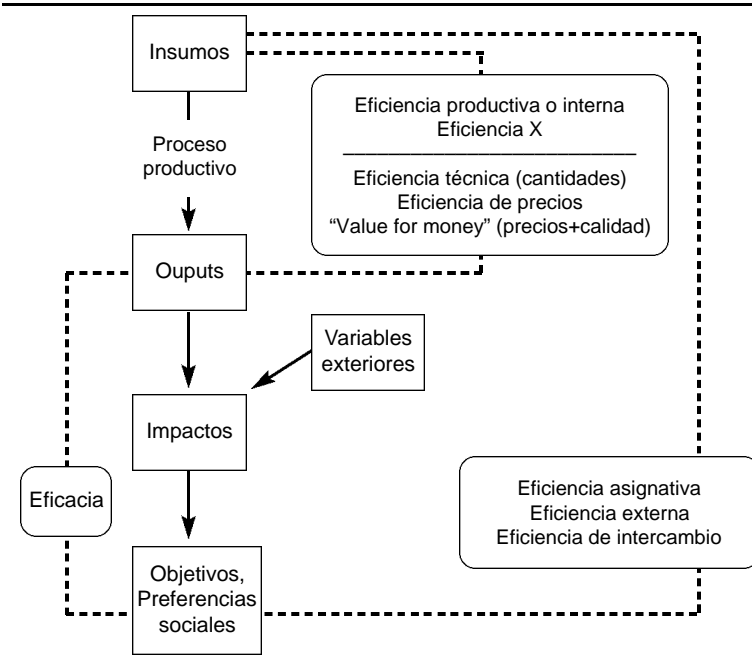 Insumos
Eficiencia productiva o interna
Eficiencia X
Eficiencia técnica (cantidades)
Eficiencia de precios
“Value for money” (precios+calidad)
Proceso
productivo
Ouputs
Variables
exteriores
Impactos
Eficacia
Eficiencia asignativa
Eficiencia externa
Eficiencia de intercambio
Objetivos,
Preferencias
sociales